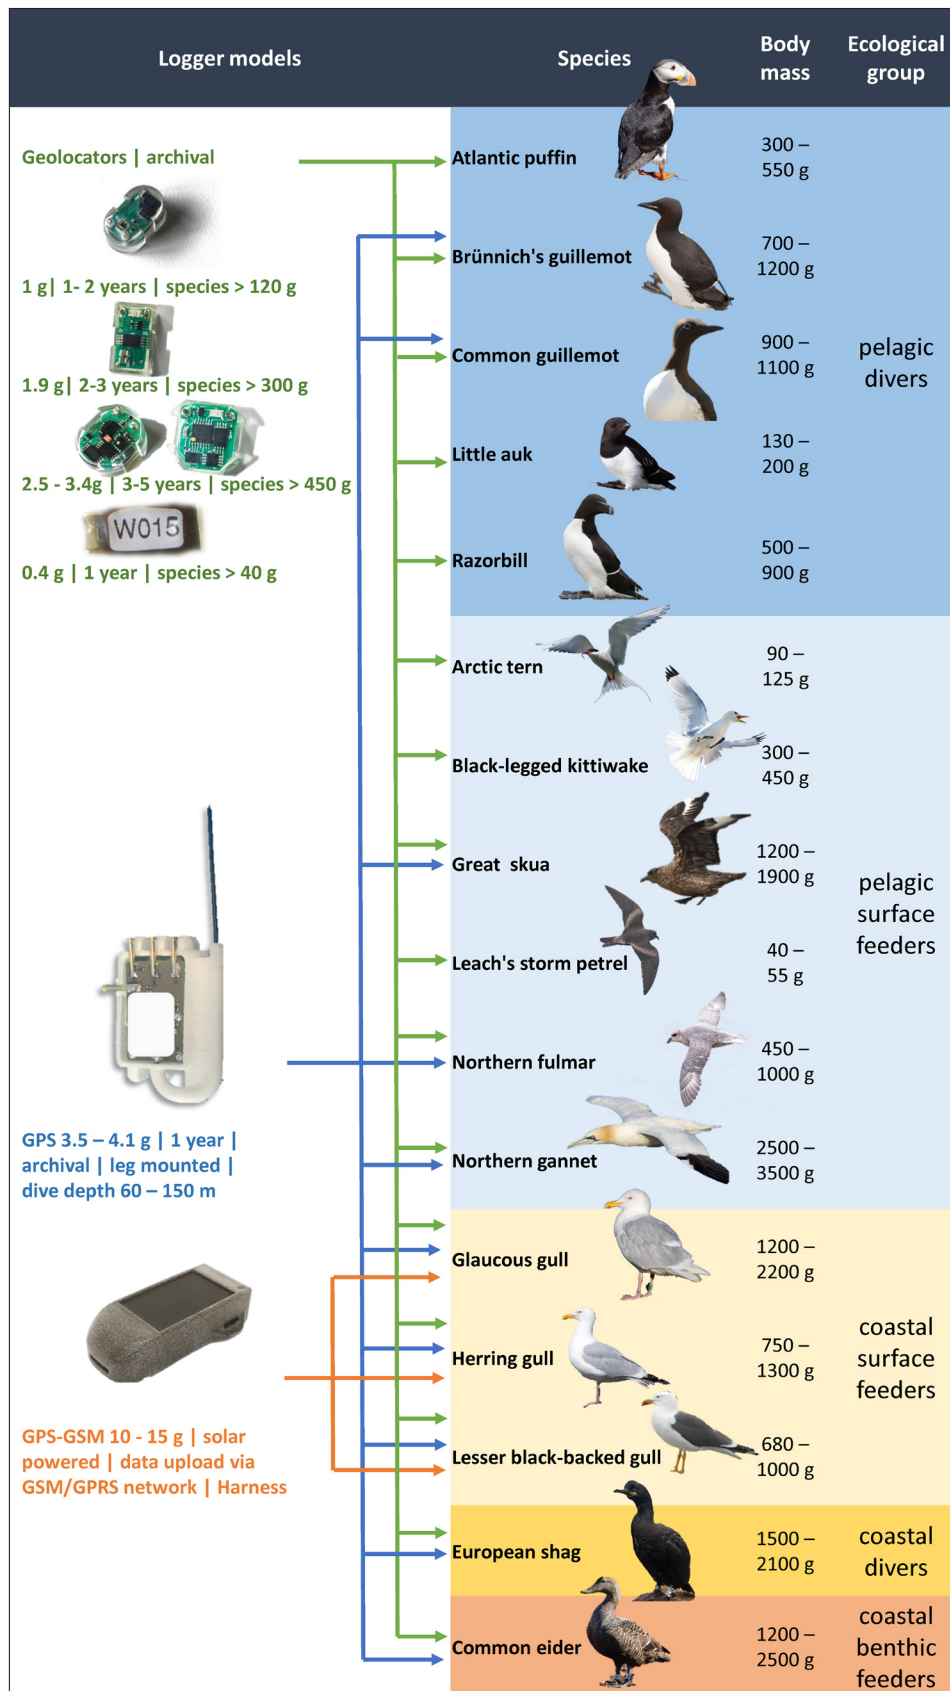 Logger models
Species
Body
mass
Ecological
group
Geolocators | archival
1 g| 1- 2 years | species > 120 g
1.9 g| 2-3 years | species > 300 g
2.5 - 3.4g | 3-5 years | species > 450 g
W015
0.4 g | 1 year | species > 40 g
GPS 3.5 – 4.1 g | 1 year |
archival | leg mounted |
dive depth 60 – 150 m
GPS-GSM 10 - 15 g | solar
powered | data upload via
GSM/GPRS network | Harness
Atlantic puffin
300 –
550 g
Brünnich's guillemot
700 –
1200 g
Common guillemot
900 –
1100 g
pelagic
divers
Little auk
130 –
200 g
Razorbill
500 –
900 g
Arctic tern
90 –
125 g
Black-legged kittiwake
300 –
450 g
Great skua
1200 –
1900 g
pelagic
surface
feeders
Leach's storm petrel
40 –
55 g
Northern fulmar
450 –
1000 g
Northern gannet
2500 –
3500 g
Glaucous gull
1200 –
2200 g
Herring gull
750 –
1300 g
coastal
surface
feeders
Lesser black-backed gull
680 –
1000 g
European shag
1500 –
2100 g
coastal
divers
Common eider
1200 –
2500 g
coastal
benthic
feeders